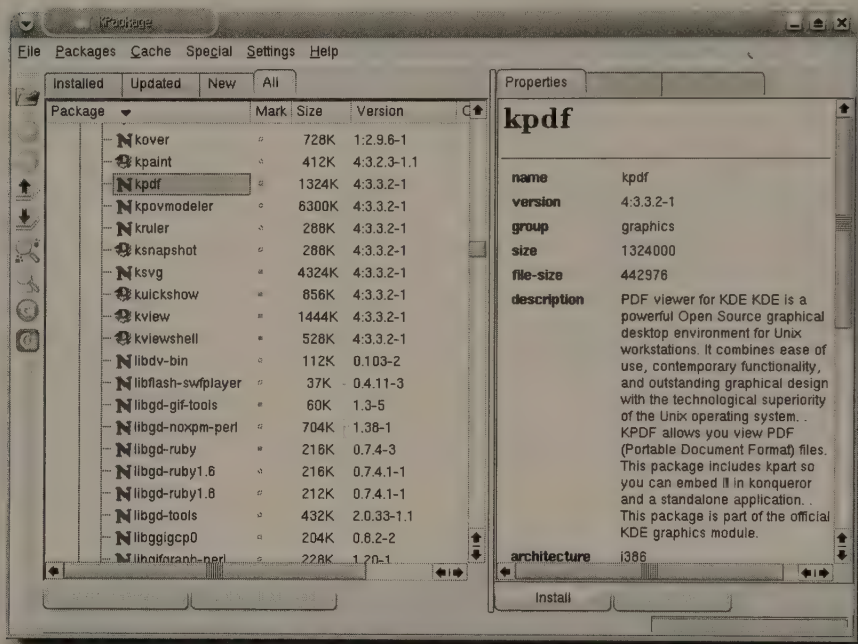 KPackage
File Packages Cache Special Settings Help
Installed Updated New All
Package Mark Size Version C
kover 728K 1:2.9.6-1
kpaint 412K 4:3.2.3-1.1
kpdf 1324K 4:3.3.2-1
kpovmodeler 6300K 4:3.3.2-1
kruler 288K 4:3.3.2-1
ksnapshot 288K 4:3.3.2-1
ksvg 4324K 4:3.3.2-1
kuickshow 856K 4:3.3.2-1
kview 1444K 4:3.3.2-1
kviewshell 528K 4:3.3.2-1
libdv-bin 112K 0.103-2
libflash-swfplayer 37K 0.4.11-3
libgd-gif-tools 60K 1.3-5
libgd-noxpm-perl 704K 1.38-1
libgd-ruby 216K 0.7.4-3
libgd-ruby1.6 216K 0.7.4.1-1
libgd-ruby1.8 212K 0.7.4.1-1
libgd-tools 432K 2.0.33-1.1
libggigcp0 204K 0.8.2-2
libgifgraph-perl 228K 1.20-1
Properties
kpdf
name kpdf
version 4:3.3.2-1
group graphics
size 1324000
file-size 442976
description PDF viewer for KDE KDE is a
powerful Open Source graphical
desktop environment for Unix
workstations. It combines ease of
use, contemporary functionality,
and outstanding graphical design
with the technological superiority
of the Unix operating system. .
KPDF allows you view PDF
(Portable Document Format) files.
This package includes kpart so
you can embed it in konqueror
and a standalone application. .
This package is part of the official
KDE graphics module.
architecture i386
Install